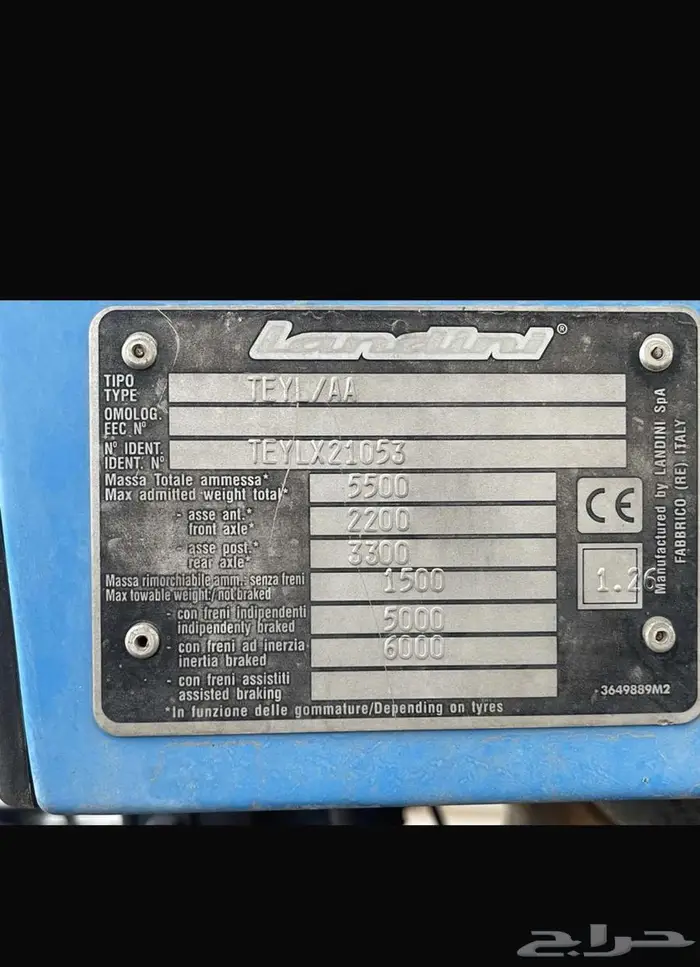 Landini®
TIPO TYPE TEYL/AA
OMOLOG. EEC N°
N° IDENT. IDENT. N° TEYLX21053
Massa Totale ammessa* Max admitted weight total* 5500
- asse ant.* front axle* 2200
- asse post.* rear axle* 3300
Massa rimorchiabile amm.: senza freni Max towable weight:/not braked 1500
- con freni indipendenti indipendenty braked 5000
- con freni ad inerzia inertia braked 6000
- con freni assistiti assisted braking
*In funzione delle gommature/Depending on tyres
CE
1.26
3649889M2
Manufactured by LANDINI SpA
FABBRICO (RE) ITALY
حراج